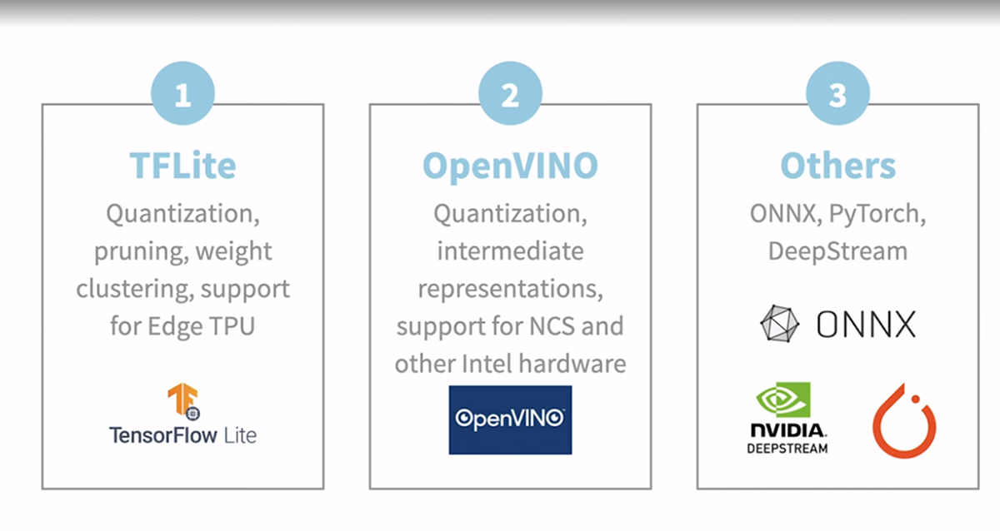 1
TFLite
Quantization,
pruning, weight
clustering, support
for Edge TPU
TensorFlow Lite
2
OpenVINO
Quantization,
intermediate
representations,
support for NCS and
other Intel hardware
OpenVINO™
3
Others
ONNX, PyTorch,
DeepStream
ONNX
NVIDIA.
DEEPSTREAM